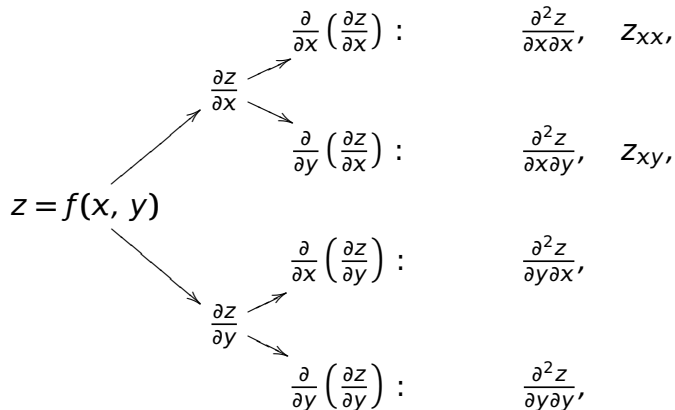 ∂/∂x (∂z/∂x) : ∂²z/∂x∂x, z_xx,
∂z/∂x
∂/∂y (∂z/∂x) : ∂²z/∂x∂y, z_xy,
z = f(x, y)
∂/∂x (∂z/∂y) : ∂²z/∂y∂x,
∂z/∂y
∂/∂y (∂z/∂y) : ∂²z/∂y∂y,